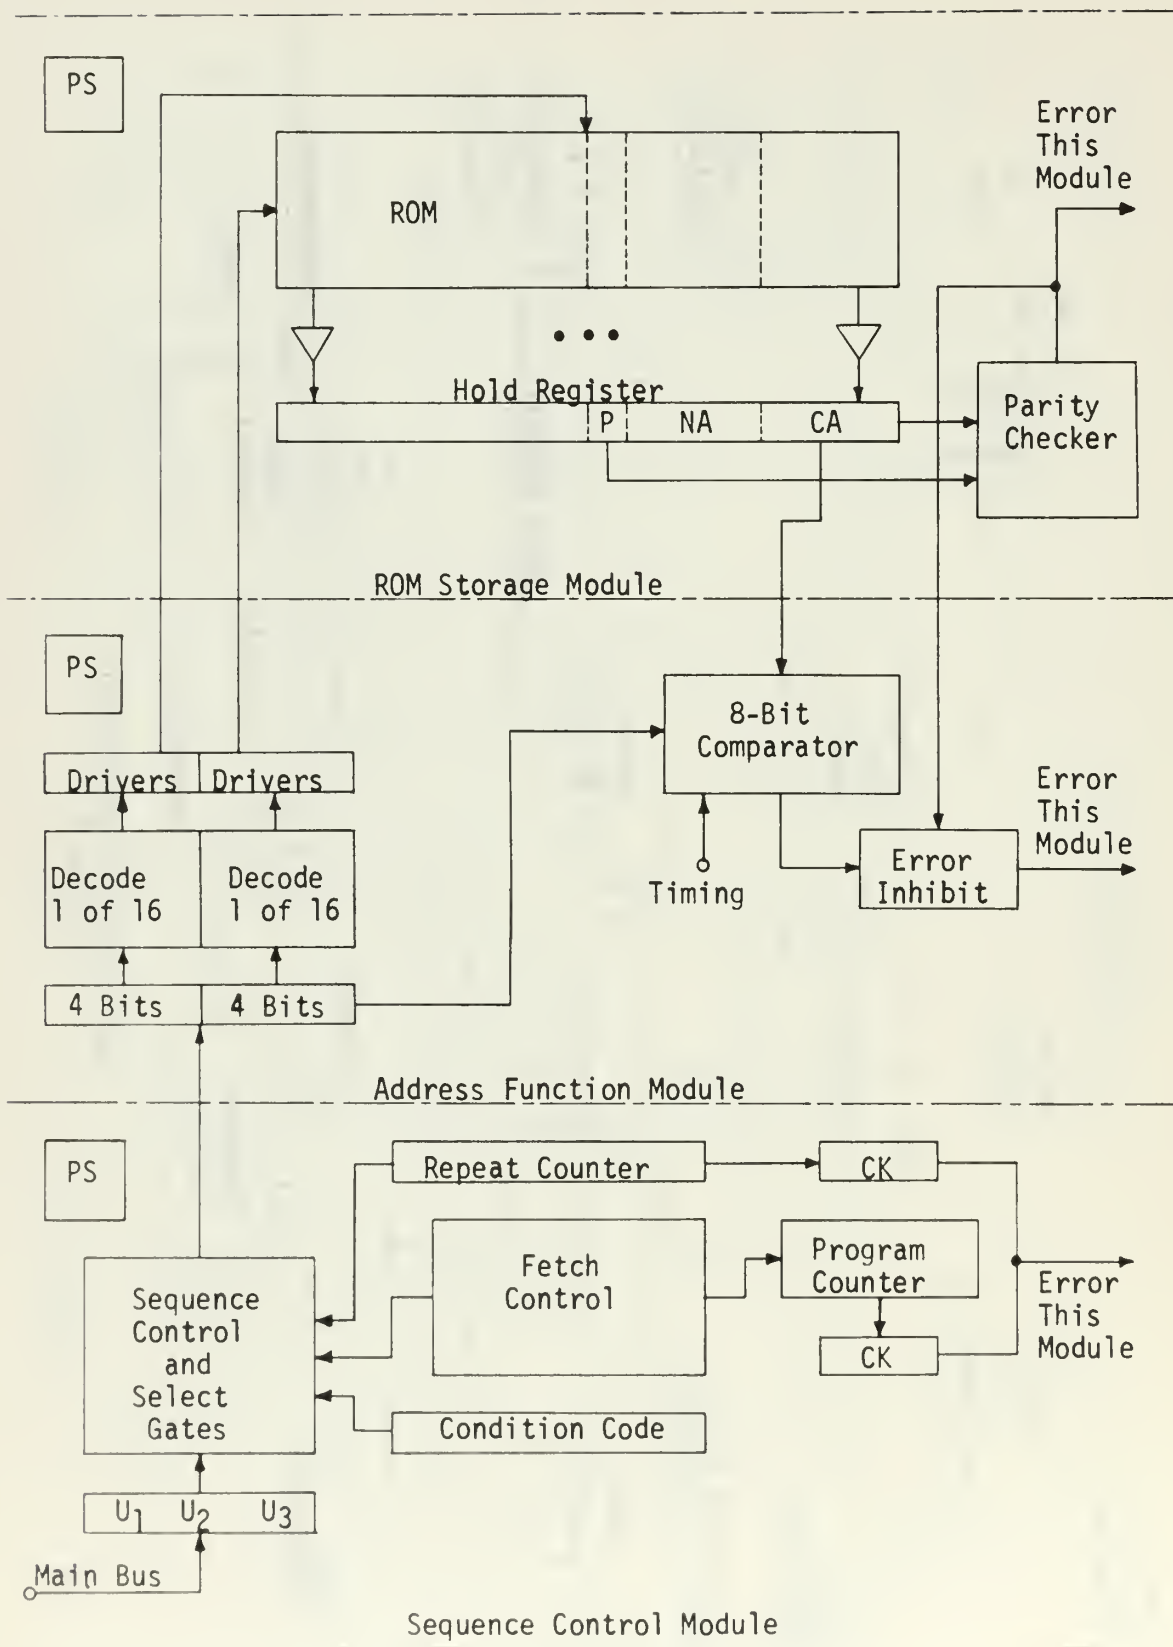 PS
Error
This
Module
ROM
Hold Register
P NA CA
Parity
Checker
ROM Storage Module
PS
8-Bit
Comparator
Drivers Drivers
Error
This
Module
Decode
1 of 16
Decode
1 of 16
Error
Inhibit
Timing
4 Bits 4 Bits
Address Function Module
PS
Repeat Counter
CK
Fetch
Control
Program
Counter
Sequence
Control
and
Select
Gates
Error
This
Module
CK
Condition Code
U1 U2 U3
Main Bus
Sequence Control Module